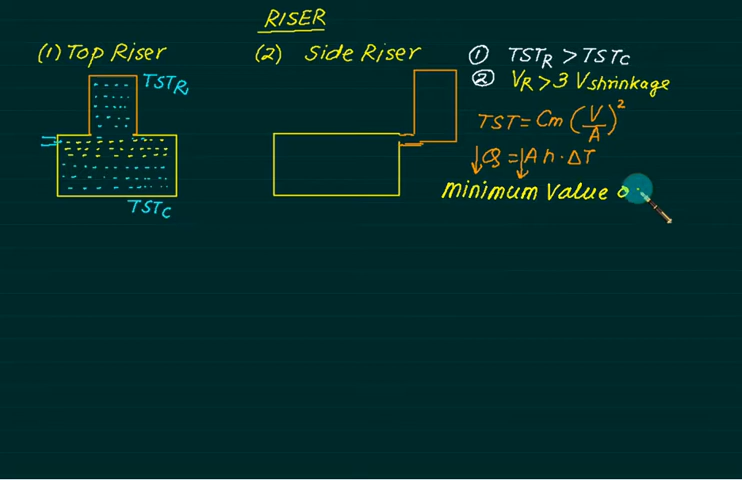 RISER
(1) Top Riser
TSTR
TSTC
(2) Side Riser
① TSTR > TSTC
② VR > 3 Vshrinkage
TST = Cm (V/A)²
↓Q = ↓A h · ΔT
minimum Value o